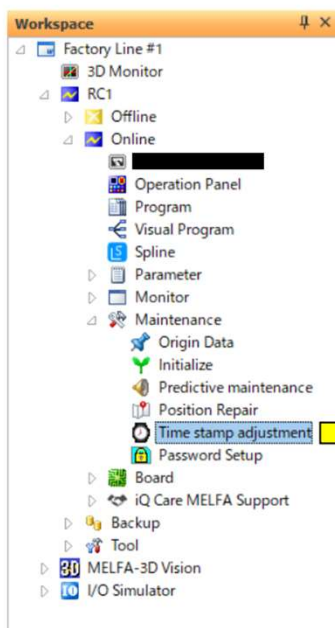 Workspace
Factory Line #1
3D Monitor
RC1
Offline
Online
Operation Panel
Program
Visual Program
Spline
Parameter
Monitor
Maintenance
Origin Data
Initialize
Predictive maintenance
Position Repair
Time stamp adjustment
Password Setup
Board
iQ Care MELFA Support
Backup
Tool
MELFA-3D Vision
I/O Simulator